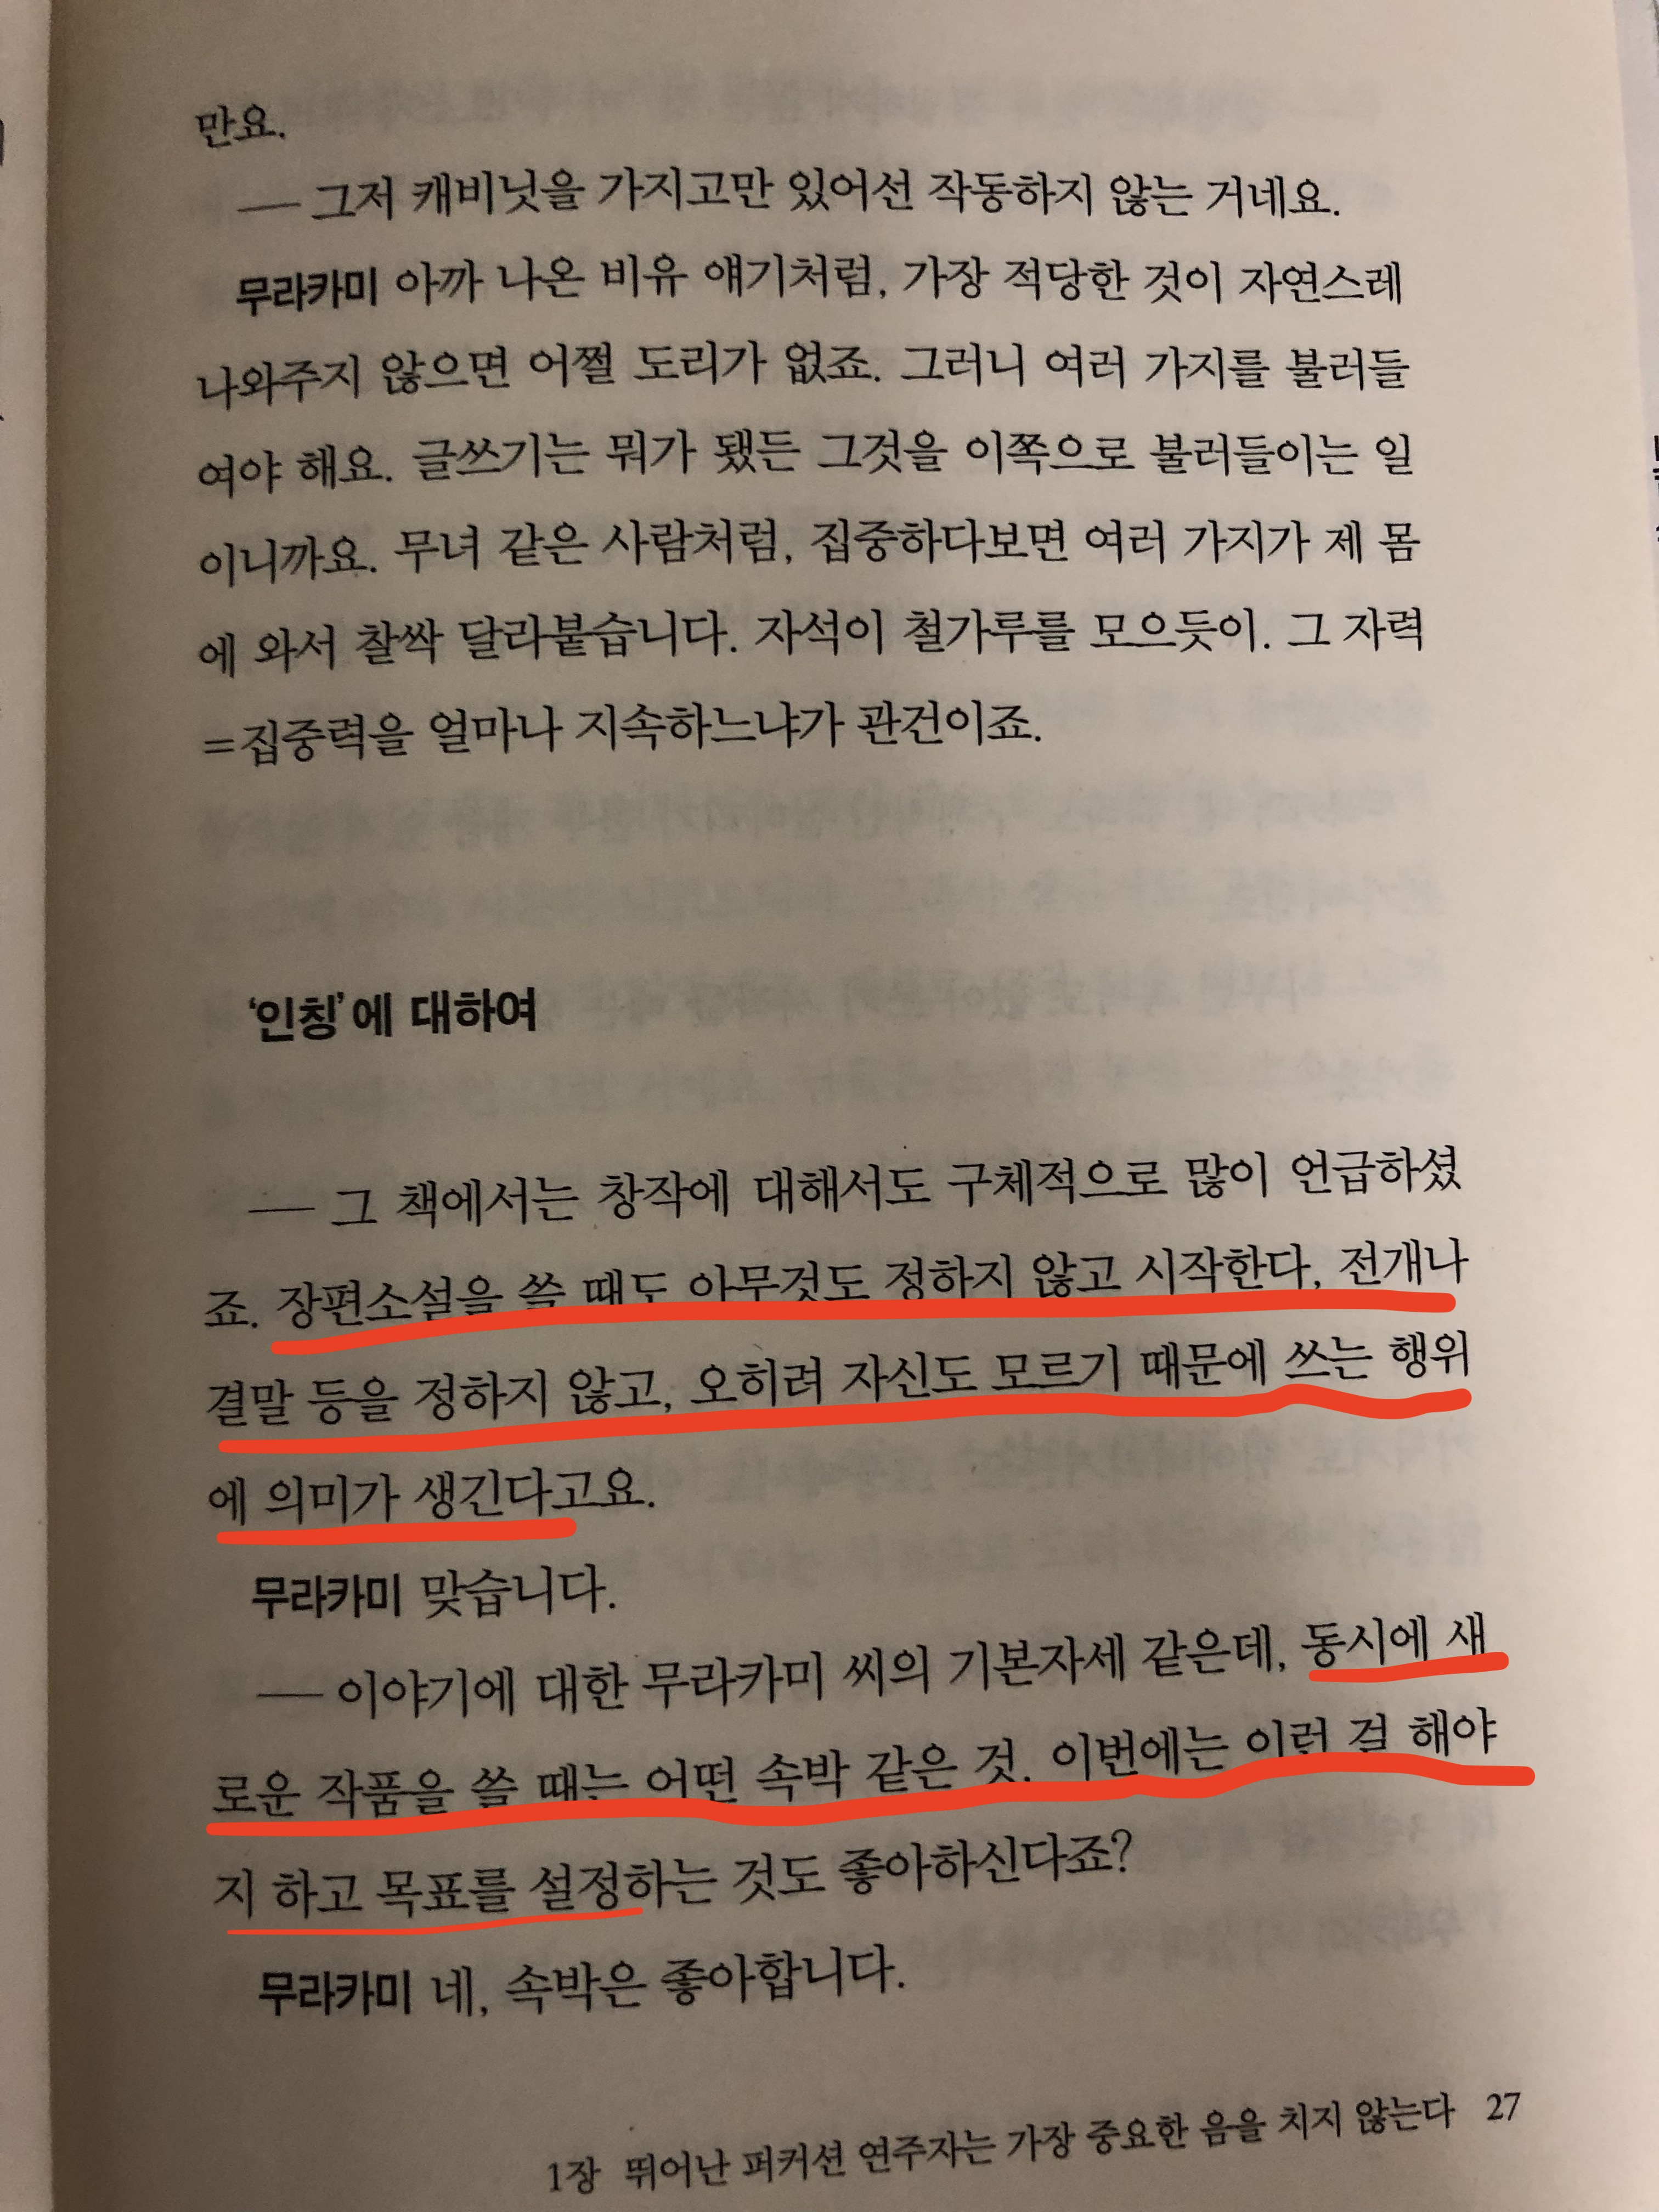 만요.
— 그저 캐비닛을 가지고만 있어선 작동하지 않는 거네요.
무라카미 아까 나온 비유 얘기처럼, 가장 적당한 것이 자연스레
나와주지 않으면 어쩔 도리가 없죠. 그러니 여러 가지를 불러들
여야 해요. 글쓰기는 뭐가 됐든 그것을 이쪽으로 불러들이는 일
이니까요. 무녀 같은 사람처럼, 집중하다보면 여러 가지가 제 몸
에 와서 찰싹 달라붙습니다. 자석이 철가루를 모으듯이. 그 자력
=집중력을 얼마나 지속하느냐가 관건이죠.
‘인칭’에 대하여
— 그 책에서는 창작에 대해서도 구체적으로 많이 언급하셨
죠. 장편소설을 쓸 때도 아무것도 정하지 않고 시작한다, 전개나
결말 등을 정하지 않고, 오히려 자신도 모르기 때문에 쓰는 행위
에 의미가 생긴다고요.
무라카미 맞습니다.
— 이야기에 대한 무라카미 씨의 기본자세 같은데, 동시에 새
로운 작품을 쓸 때는 어떤 속박 같은 것. 이번에는 이런 걸 해야
지 하고 목표를 설정하는 것도 좋아하신다죠?
무라카미 네, 속박은 좋아합니다.
1장 뛰어난 퍼커션 연주자는 가장 중요한 음을 치지 않는다 27